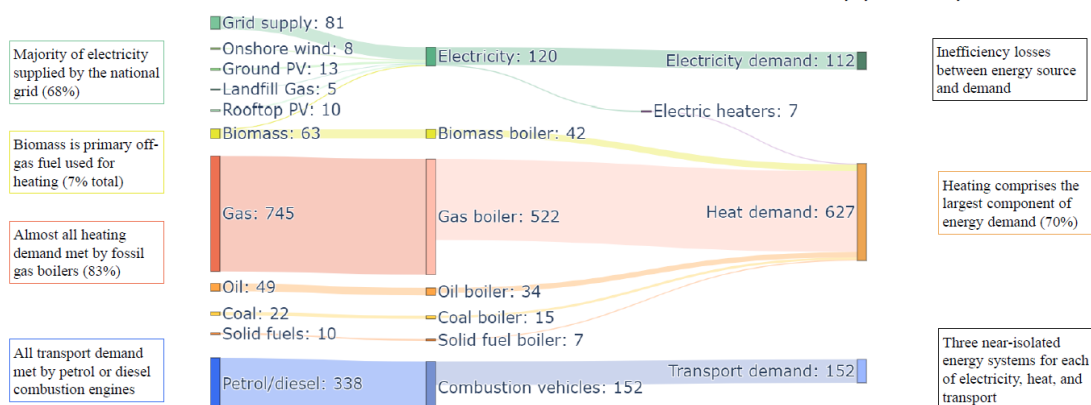 Majority of electricity
supplied by the national
grid (68%)
Biomass is primary off-
gas fuel used for
heating (7% total)
Almost all heating
demand met by fossil
gas boilers (83%)
All transport demand
met by petrol or diesel
combustion engines
Grid supply: 81
Onshore wind: 8
Ground PV: 13
Landfill Gas: 5
Rooftop PV: 10
Biomass: 63
Gas: 745
Oil: 49
Coal: 22
Solid fuels: 10
Petrol/diesel: 338
Electricity: 120
Biomass boiler: 42
Gas boiler: 522
Oil boiler: 34
Coal boiler: 15
Solid fuel boiler: 7
Combustion vehicles: 152
Electricity demand: 112
Electric heaters: 7
Heat demand: 627
Transport demand: 152
Inefficiency losses
between energy source
and demand
Heating comprises the
largest component of
energy demand (70%)
Three near-isolated
energy systems for each
of electricity, heat, and
transport